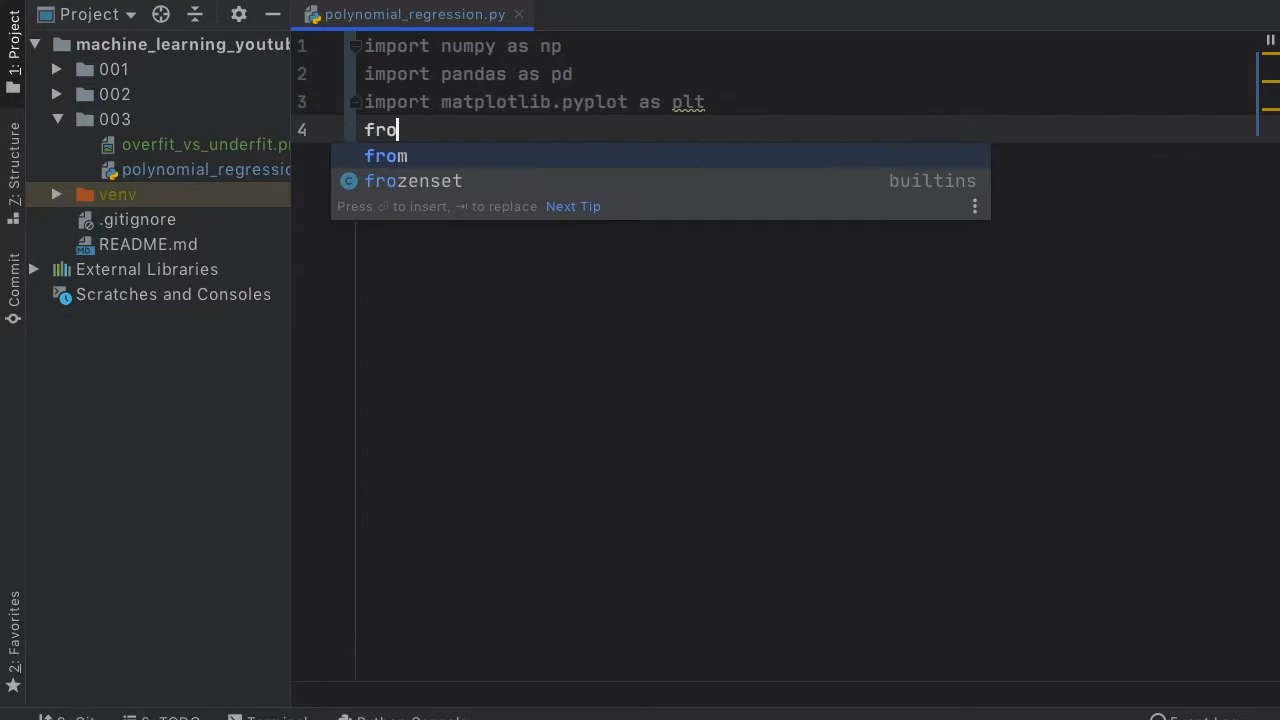 Project
polynomial_regression.py
1: Project
machine_learning_youtub
001
002
003
overfit_vs_underfit.p
polynomial_regressio
venv
.gitignore
README.md
External Libraries
Scratches and Consoles
7: Structure
Commit
2: Favorites
1 import numpy as np
2 import pandas as pd
3 import matplotlib.pyplot as plt
4 fro
from
frozenset builtins
Press ⏎ to insert, ⇥ to replace Next Tip